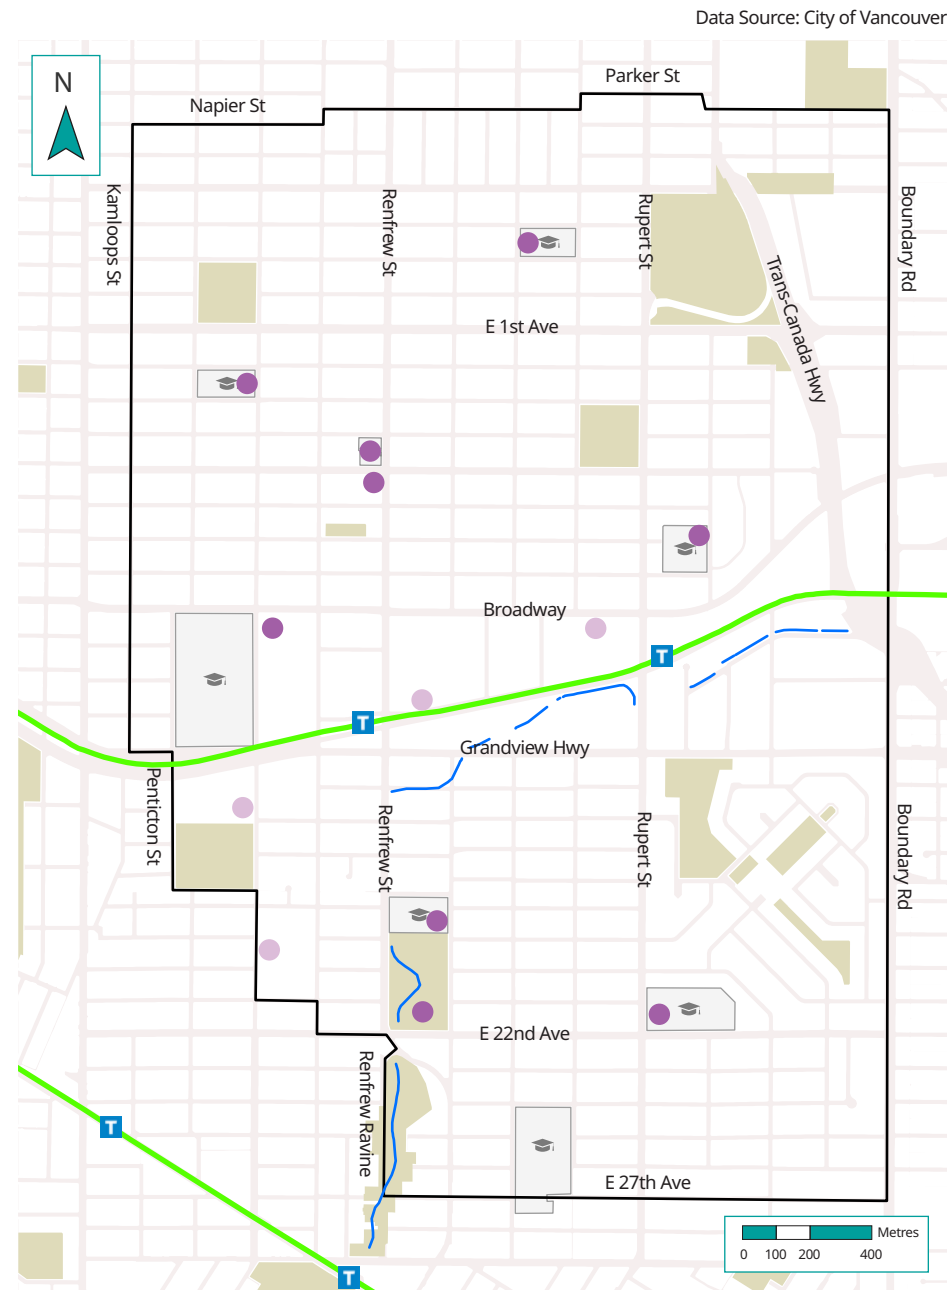 Data Source: City of Vancouver
Parker St
N
Napier St
Kamloops St
Renfrew St
Rupert St
Boundary Rd
Trans-Canada Hwy
E 1st Ave
Broadway
T
T
Grandview Hwy
Penticton St
Renfrew St
Rupert St
Boundary Rd
E 22nd Ave
Renfrew Ravine
T
E 27th Ave
Metres
0 100 200 400
T